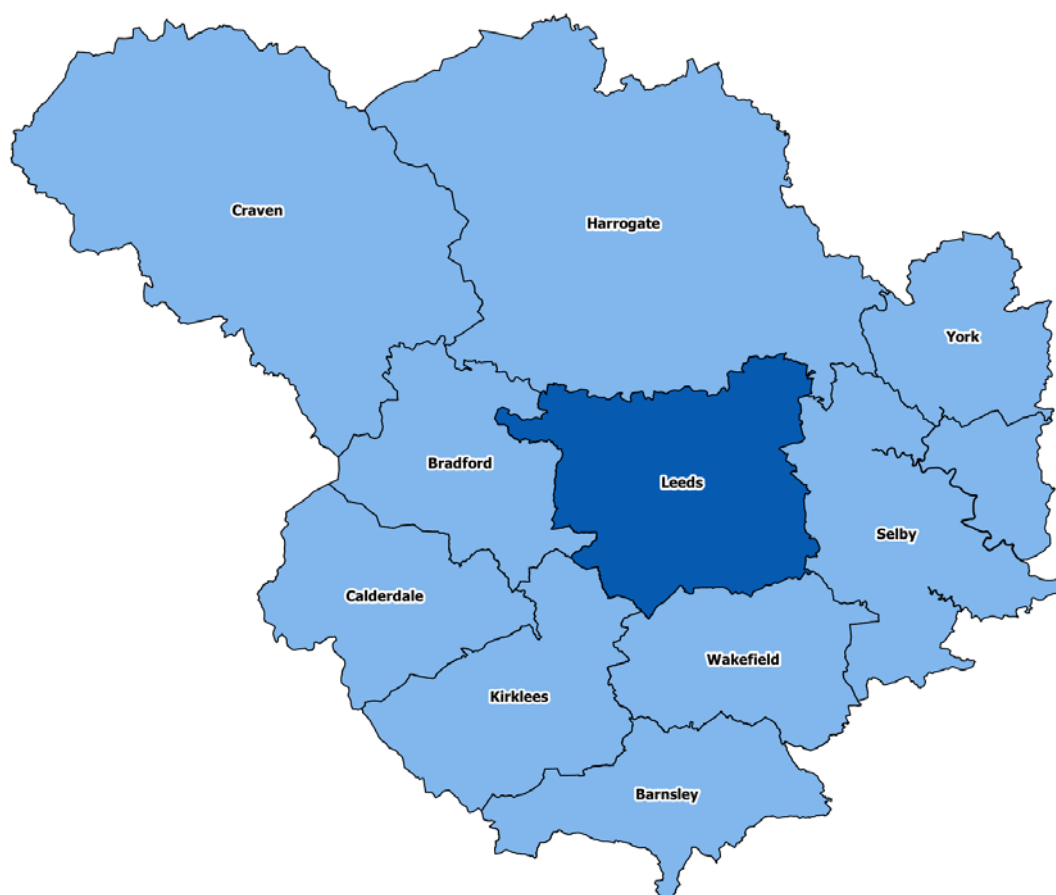 Craven
Harrogate
York
Bradford
Leeds
Selby
Calderdale
Wakefield
Kirklees
Barnsley